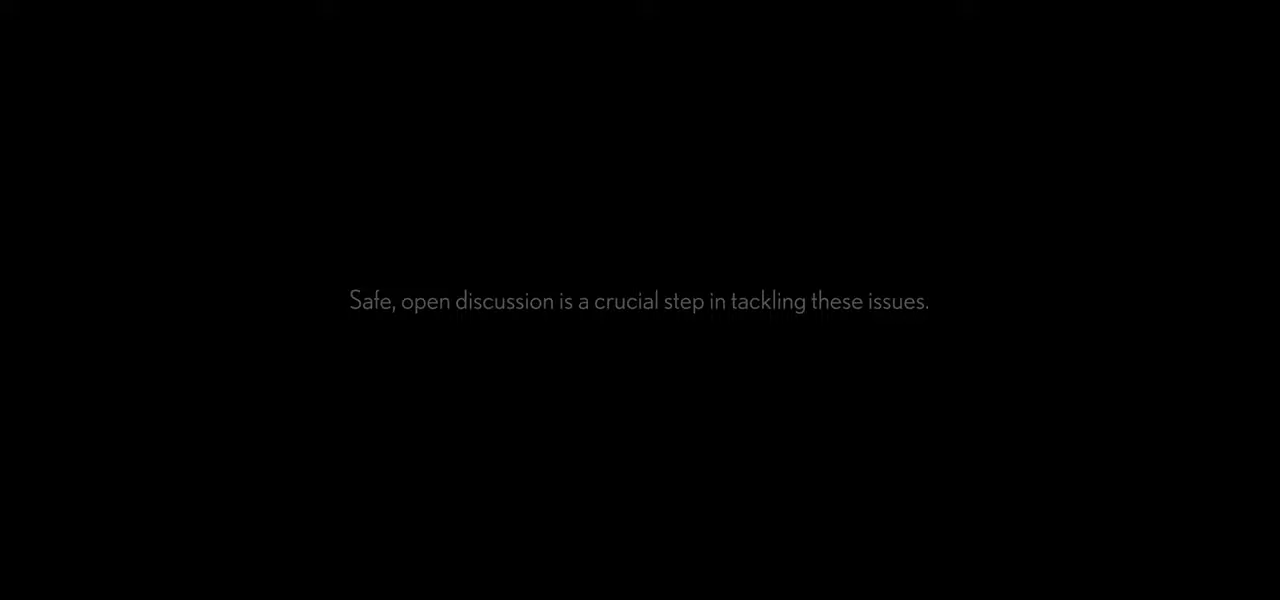 Safe, open discussion is a crucial step in tackling these issues.